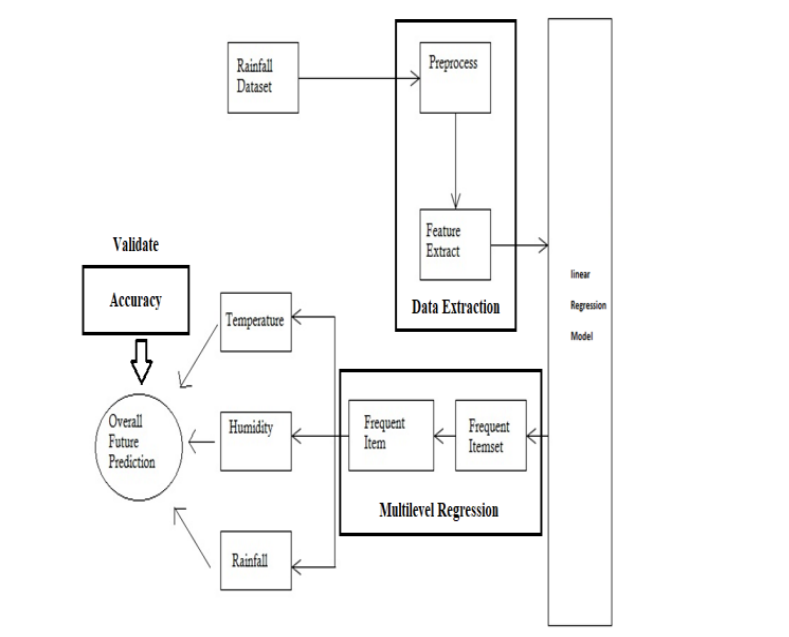 Rainfall
Dataset
Preprocess
Feature
Extract
Data Extraction
linear
Regression
Model
Validate
Accuracy
Temperature
Humidity
Rainfall
Overall
Future
Prediction
Frequent
Item
Frequent
Itemset
Multilevel Regression